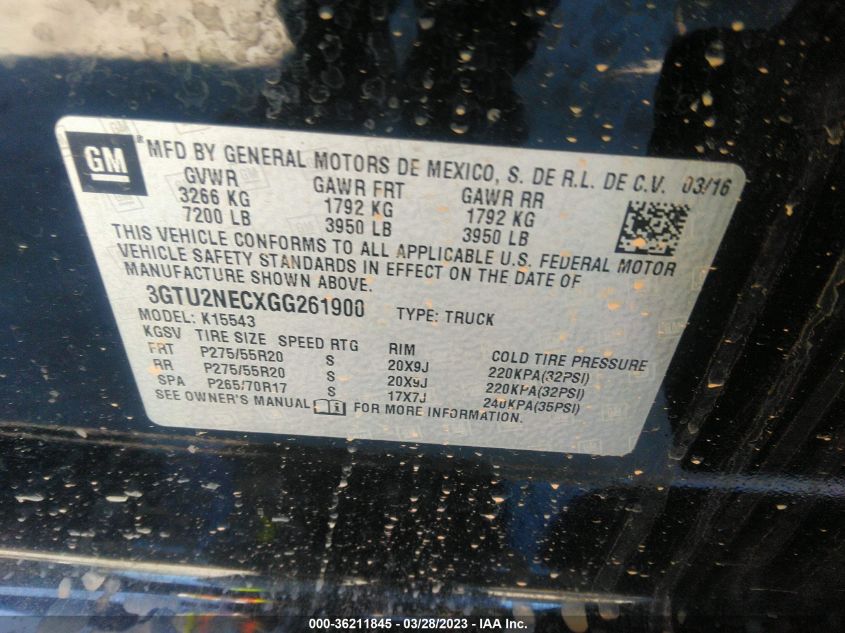 GM
® MFD BY GENERAL MOTORS DE MEXICO, S. DE R.L. DE C.V. 03/16
GVWR GAWR FRT GAWR RR
3266 KG 1792 KG 1792 KG
7200 LB 3950 LB 3950 LB
THIS VEHICLE CONFORMS TO ALL APPLICABLE U.S. FEDERAL MOTOR
VEHICLE SAFETY STANDARDS IN EFFECT ON THE DATE OF
MANUFACTURE SHOWN ABOVE.
3GTU2NECXGG261900 TYPE: TRUCK
MODEL: K15543
KGSV TIRE SIZE SPEED RTG RIM COLD TIRE PRESSURE
FRT P275/55R20 S 20X9J 220KPA(32PSI)
RR P275/55R20 S 20X9J 220KPA(32PSI)
SPA P265/70R17 S 17X7J 240KPA(35PSI)
SEE OWNER'S MANUAL FOR MORE INFORMATION.
000-36211845 / 03/28/2023 - IAA Inc.